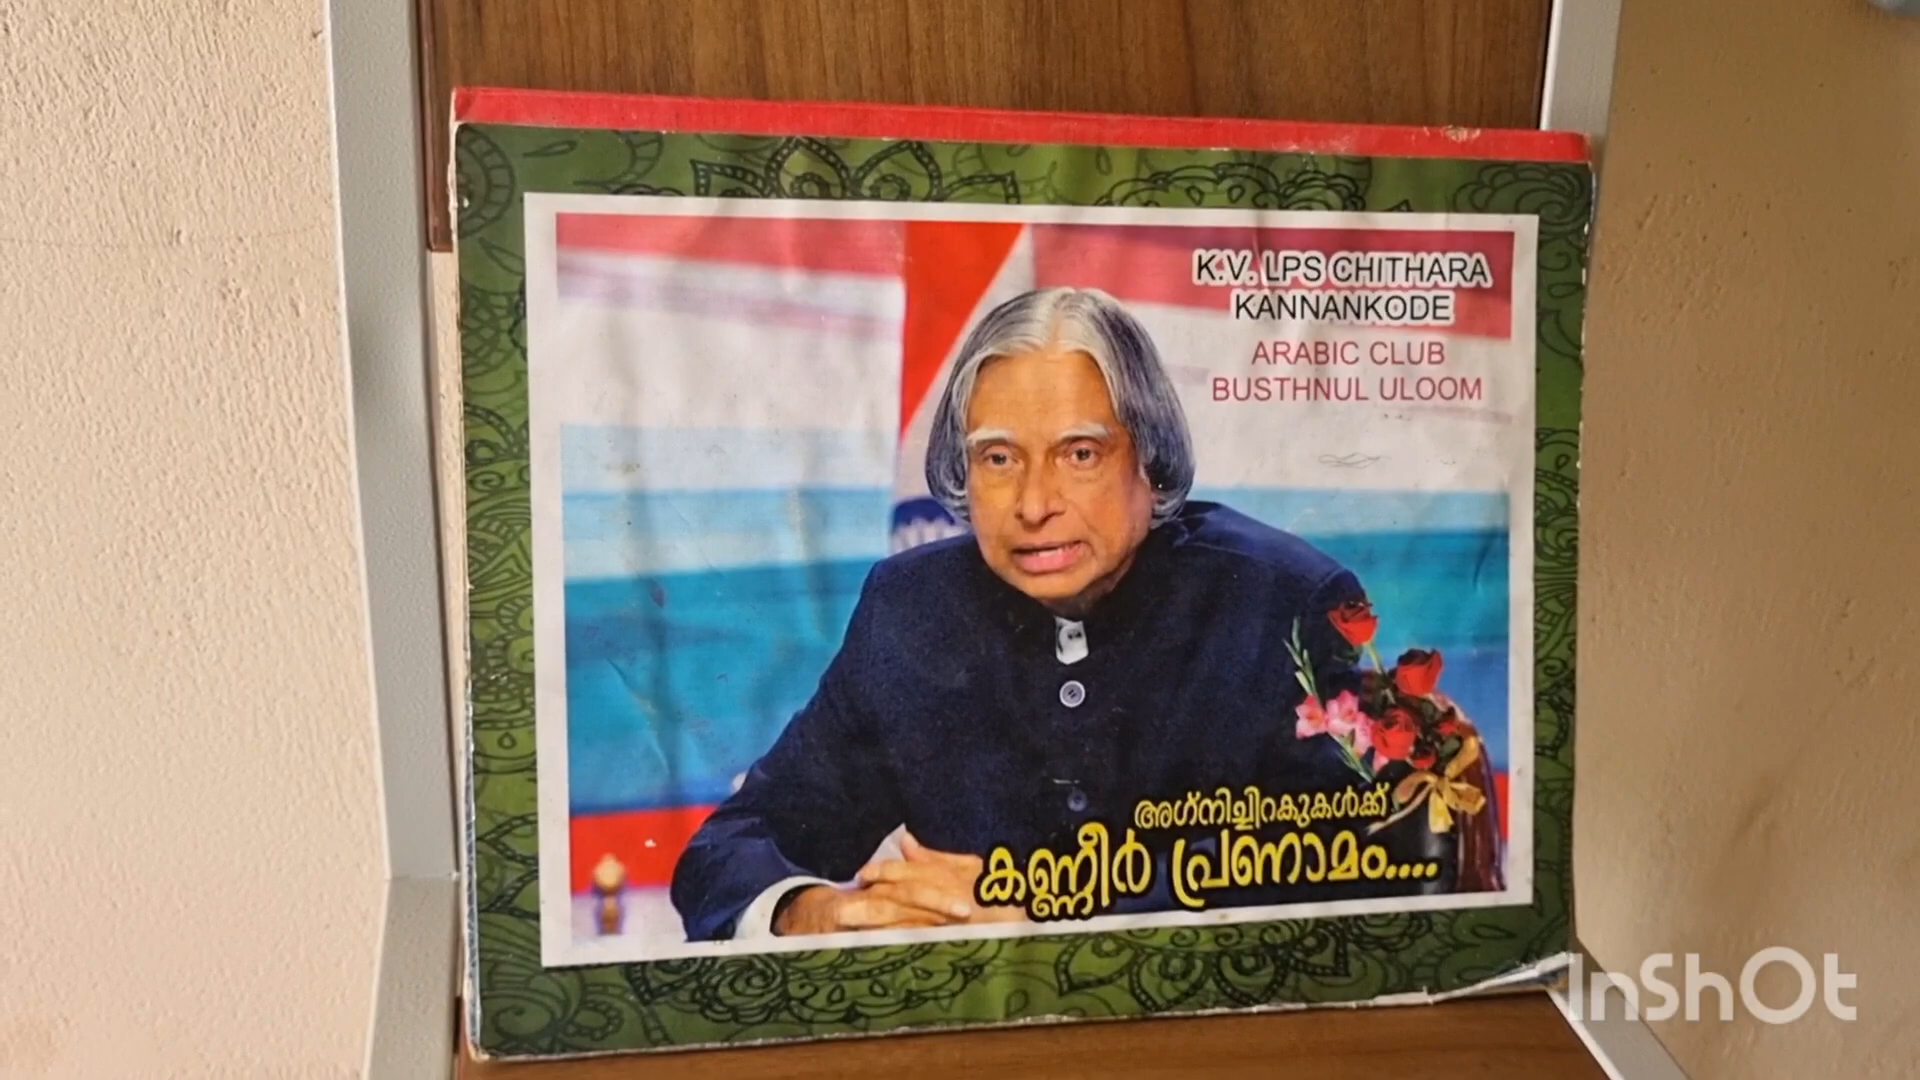 K.V. LPS CHITHARA
KANNANKODE
ARABIC CLUB
BUSTHNUL ULOOM
അഗ്നിച്ചിറകുകൾക്ക്
കണ്ണീർ പ്രണാമം....
InShOt